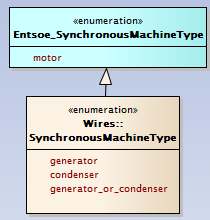 «enumeration»
Entsoe_SynchronousMachineType
motor
«enumeration»
Wires::
SynchronousMachineType
generator
condenser
generator_or_condenser